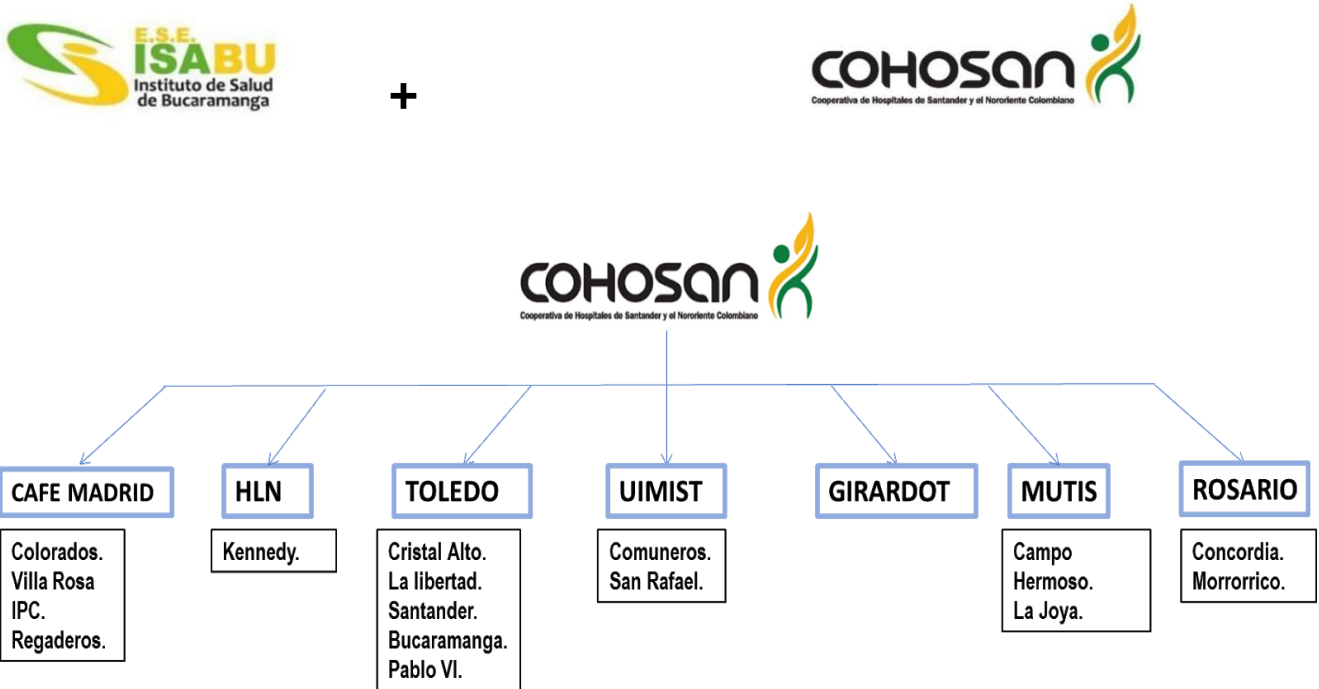 E.S.E.
ISABU
Instituto de Salud
de Bucaramanga
+
COHOSAN
Cooperativa de Hospitales de Santander y el Nororiente Colombiano
COHOSAN
Cooperativa de Hospitales de Santander y el Nororiente Colombiano
CAFE MADRID
HLN
TOLEDO
UIMIST
GIRARDOT
MUTIS
ROSARIO
Colorados.
Villa Rosa
IPC.
Regaderos.
Kennedy.
Cristal Alto.
La libertad.
Santander.
Bucaramanga.
Pablo VI.
Comuneros.
San Rafael.
Campo
Hermoso.
La Joya.
Concordia.
Morrorrico.